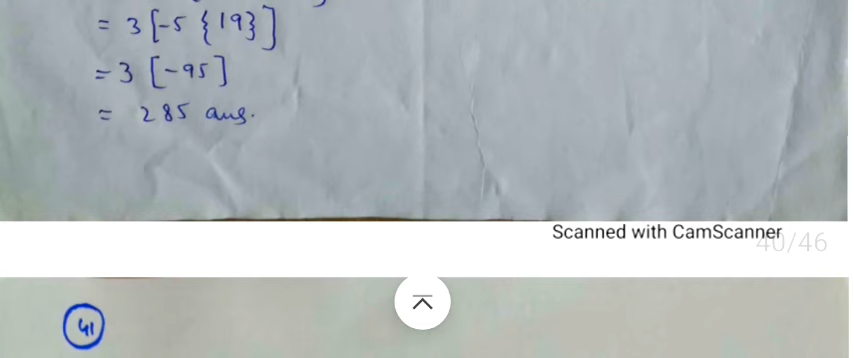 = 3 [-5 {19}]
= 3 [-95]
= 285 ans.
Scanned with CamScanner
40/46
41